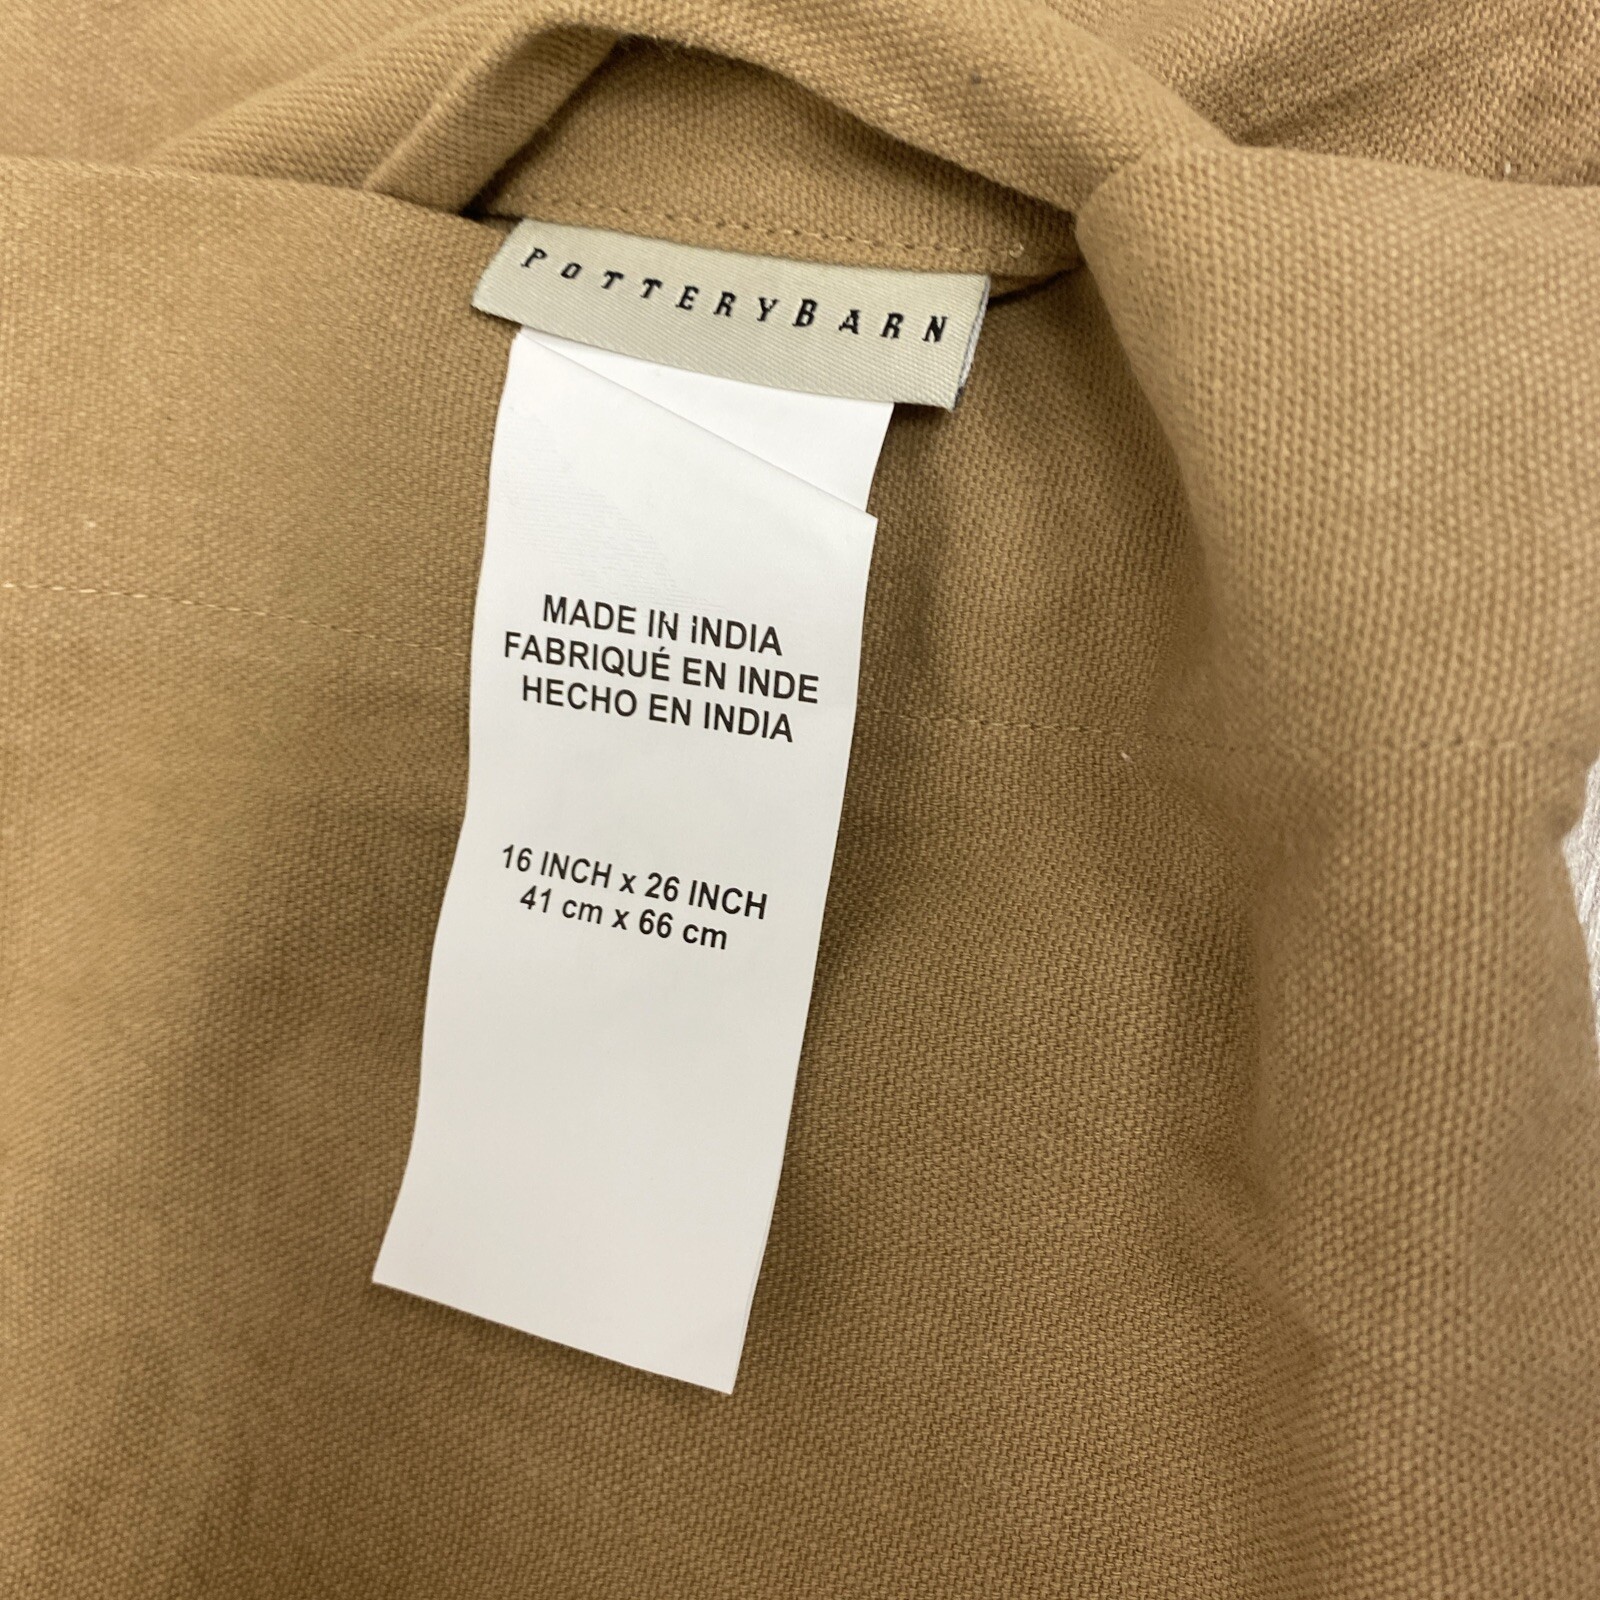 POTTERYBARN
MADE IN INDIA
FABRIQUÉ EN INDE
HECHO EN INDIA
16 INCH x 26 INCH
41 cm x 66 cm